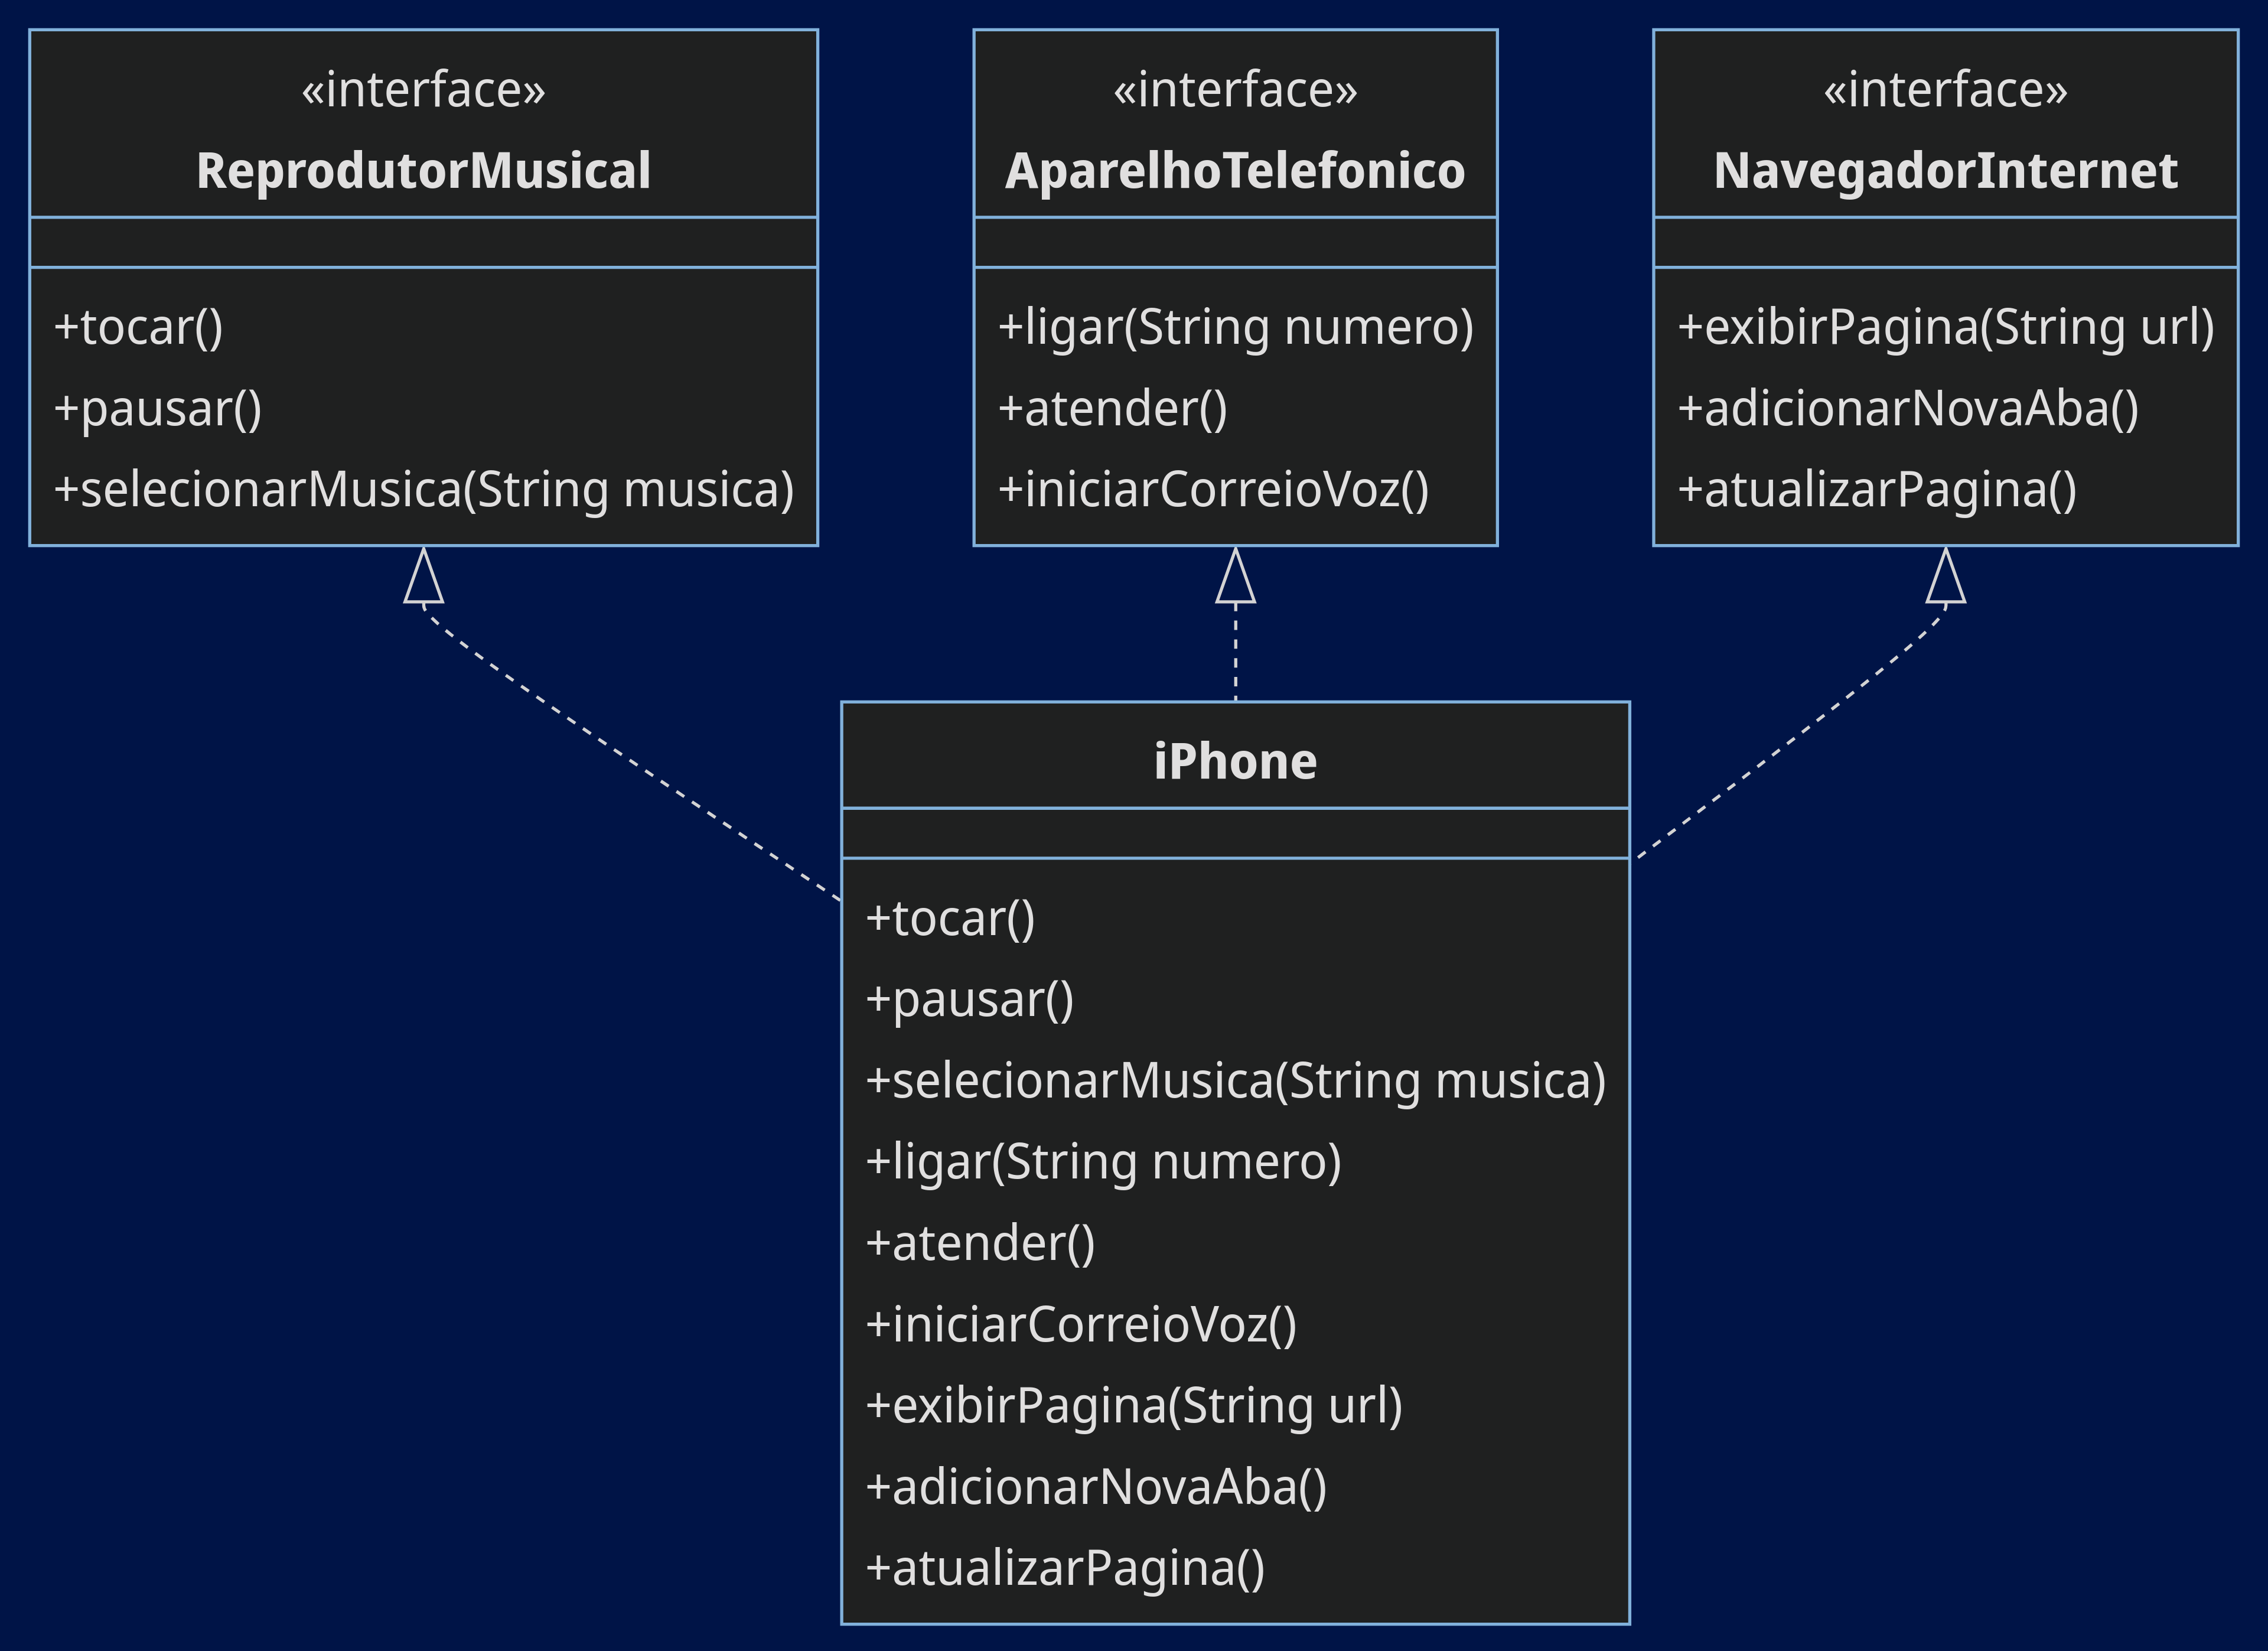 «interface»
ReprodutorMusical
+tocar()
+pausar()
+selecionarMusica(String musica)
«interface»
AparelhoTelefonico
+ligar(String numero)
+atender()
+iniciarCorreioVoz()
«interface»
NavegadorInternet
+exibirPagina(String url)
+adicionarNovaAba()
+atualizarPagina()
iPhone
+tocar()
+pausar()
+selecionarMusica(String musica)
+ligar(String numero)
+atender()
+iniciarCorreioVoz()
+exibirPagina(String url)
+adicionarNovaAba()
+atualizarPagina()